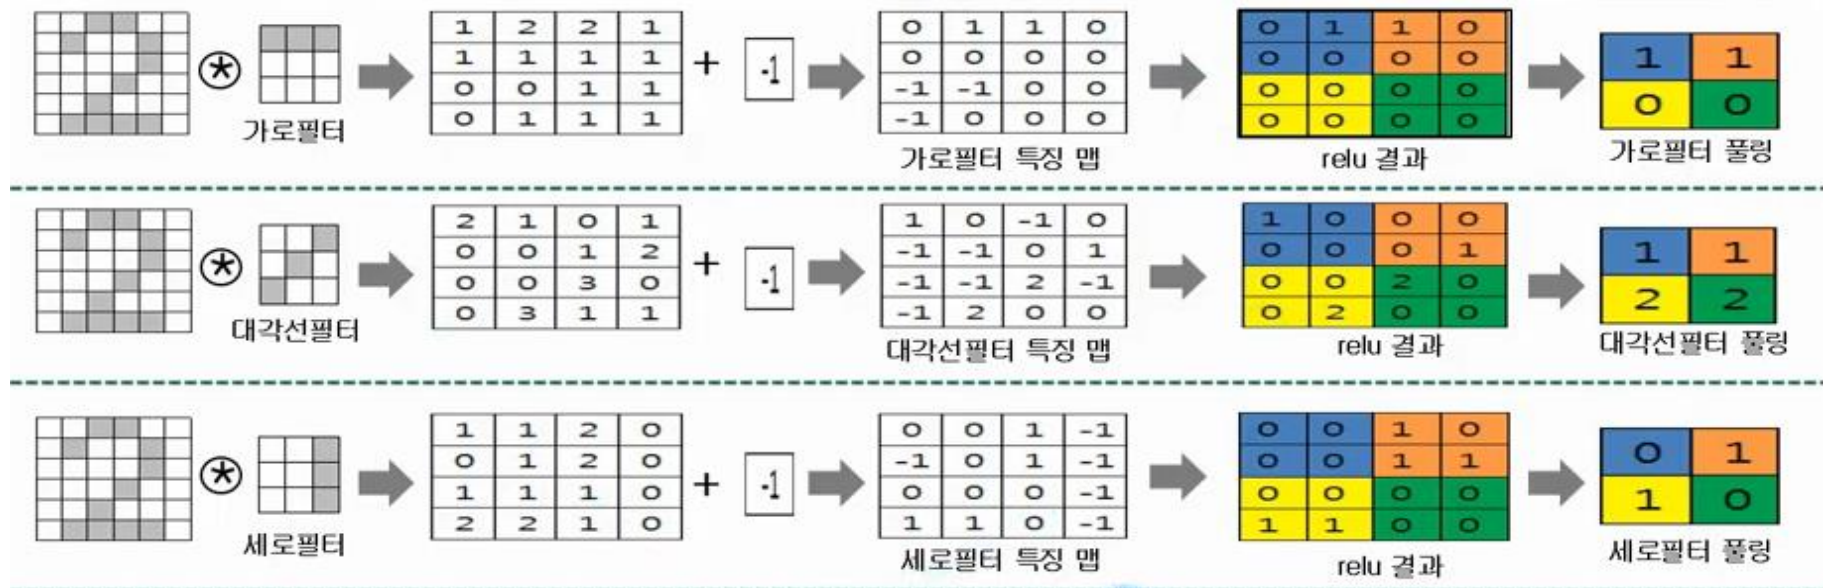 1 2 2 1
1 1 1 1
0 0 1 1
0 1 1 1
+ -1
0 1 1 0
0 0 0 0
-1 -1 0 0
-1 0 0 0
0 1 1 0
0 0 0 0
0 0 0 0
0 0 0 0
1 1
0 0
가로필터
가로필터 특징 맵
relu 결과
가로필터 풀링
2 1 0 1
0 0 1 2
0 0 3 0
0 3 1 1
+ -1
1 0 -1 0
-1 -1 0 1
-1 -1 2 -1
-1 2 0 0
1 0 0 0
0 0 0 1
0 0 2 0
0 2 0 0
1 1
2 2
대각선필터
대각선필터 특징 맵
relu 결과
대각선필터 풀링
1 1 2 0
0 1 2 0
1 1 1 0
2 2 1 0
+ -1
0 0 1 -1
-1 0 1 -1
0 0 0 -1
1 1 0 -1
0 0 1 0
0 0 1 1
0 0 0 0
1 1 0 0
0 1
1 0
세로필터
세로필터 특징 맵
relu 결과
세로필터 풀링